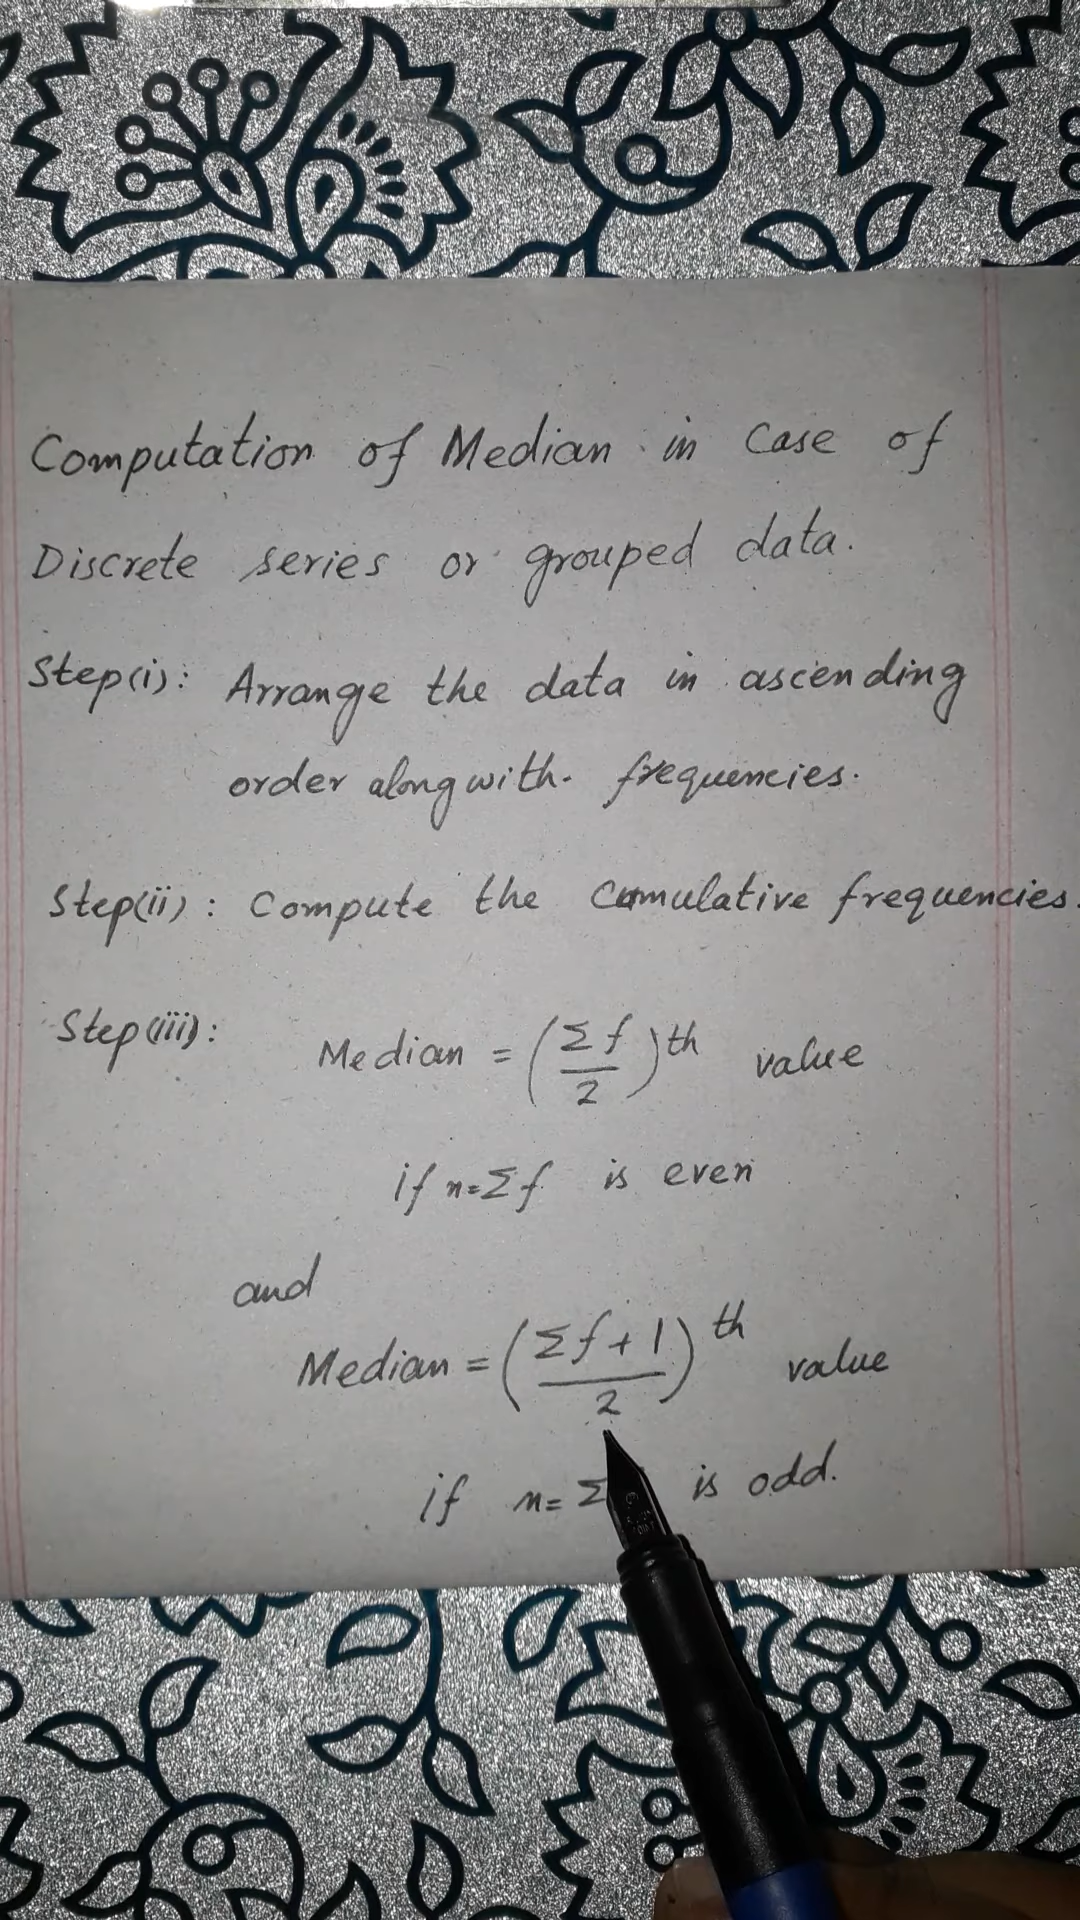 Computation of Median in case of
Discrete series or grouped data.
Step(i): Arrange the data in ascending
order along with frequencies.
Step(ii): Compute the Cumulative frequencies.
Step(iii): Median = (Σf/2)th value
if n=Σf is even
and
Median = (Σf+1/2)th value
if n=Σ is odd.